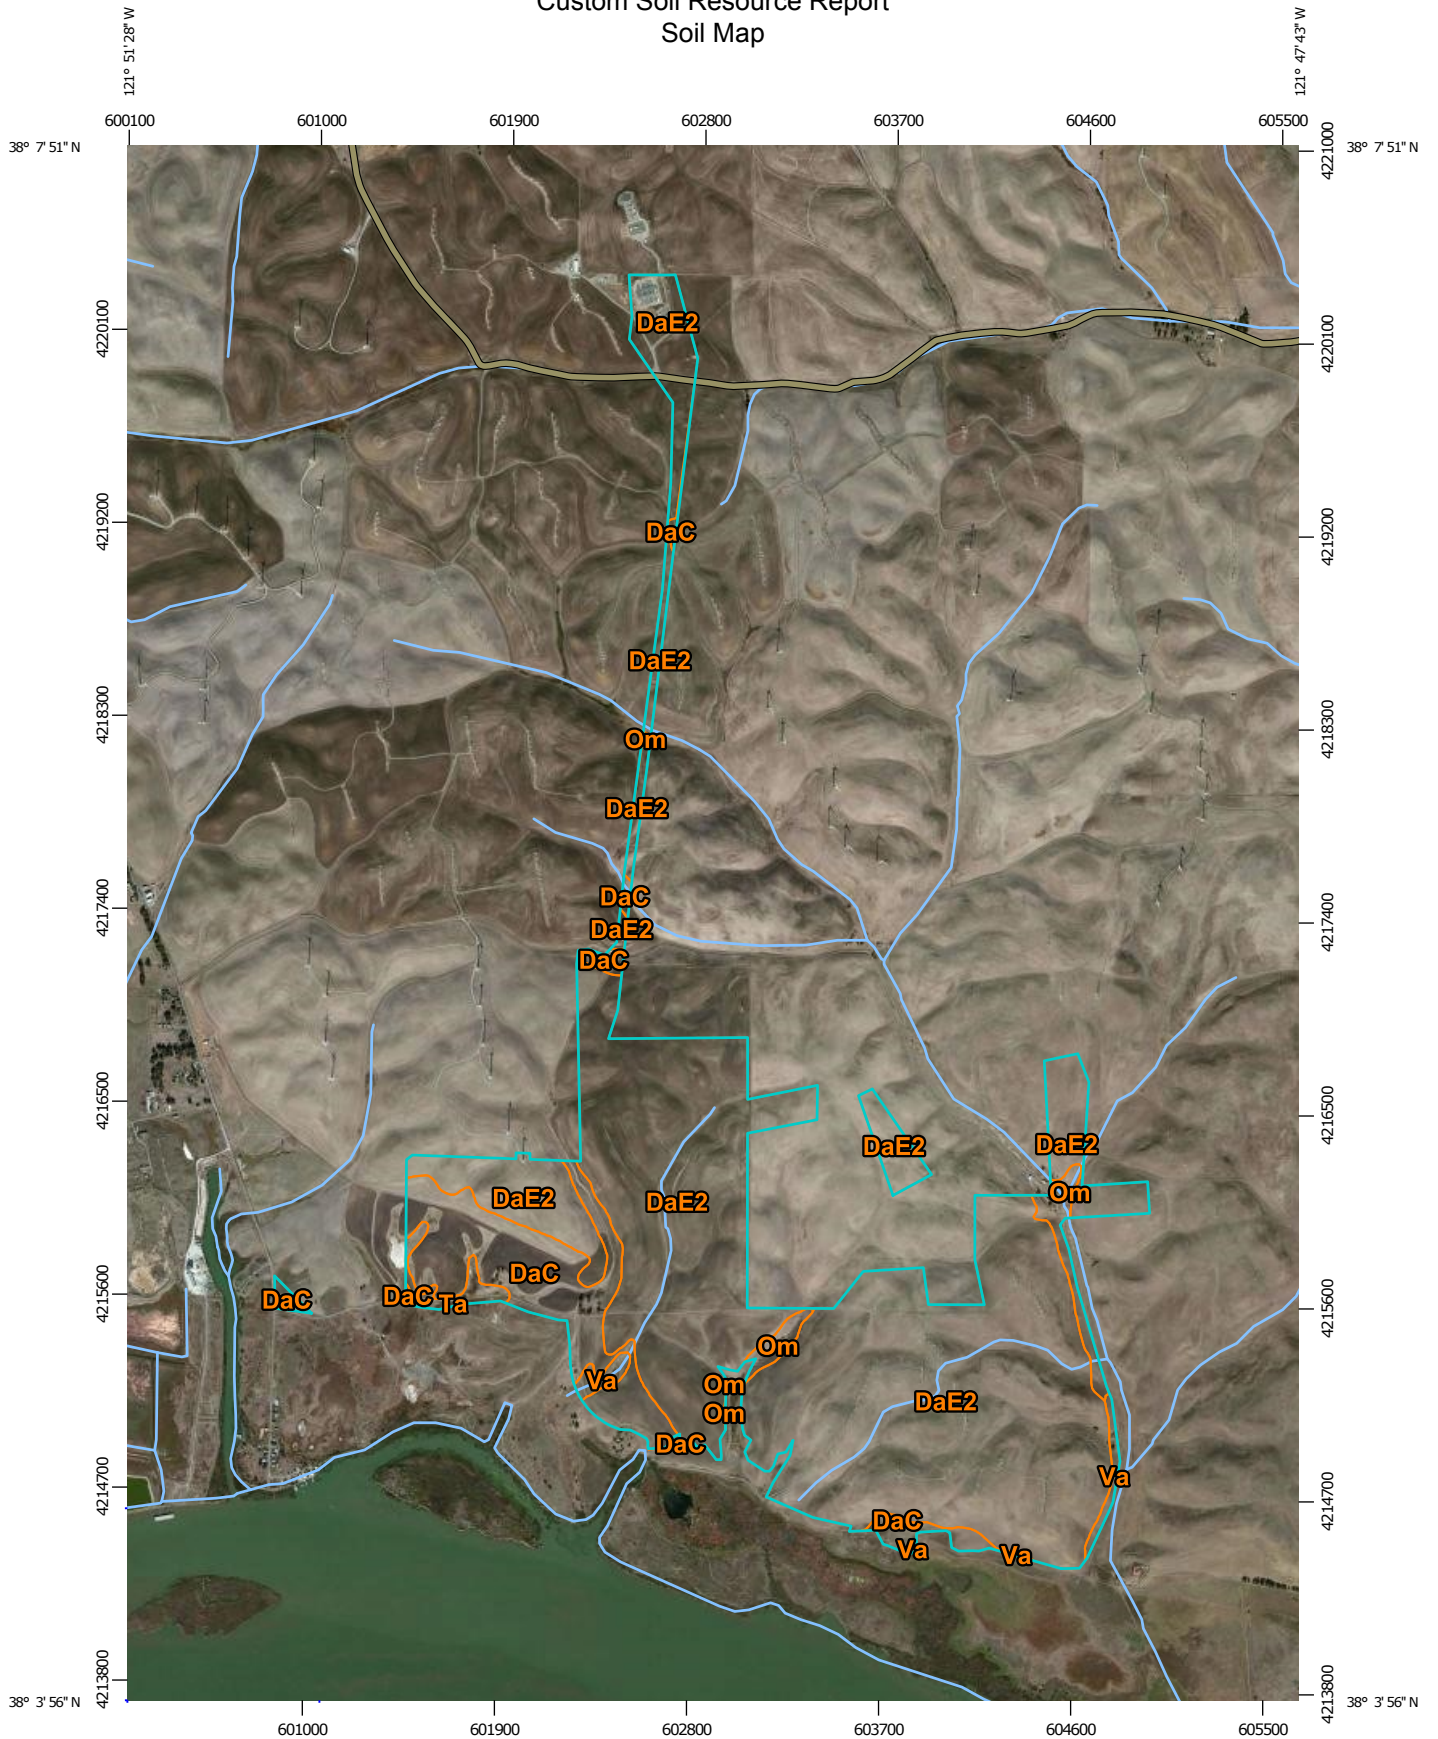 Custom Soil Resource Report
Soil Map
121° 51' 28" W
121° 47' 43" W
600100 601000 601900 602800 603700 604600 605500
38° 7' 51" N
38° 7' 51" N
4221000
4220100
4220100
DaE2
4219200
4219200
DaC
DaE2
4218300
4218300
Om
DaE2
4217400
4217400
DaC
DaE2
DaC
4216500
4216500
DaE2
DaE2
DaE2
DaE2
Om
DaC
4215600
4215600
DaC
DaC
Ta
Om
Va
Om
DaE2
Om
DaC
Va
4214700
4214700
DaC
Va
Va
4213800
4213800
38° 3' 56" N
38° 3' 56" N
601000 601900 602800 603700 604600 605500